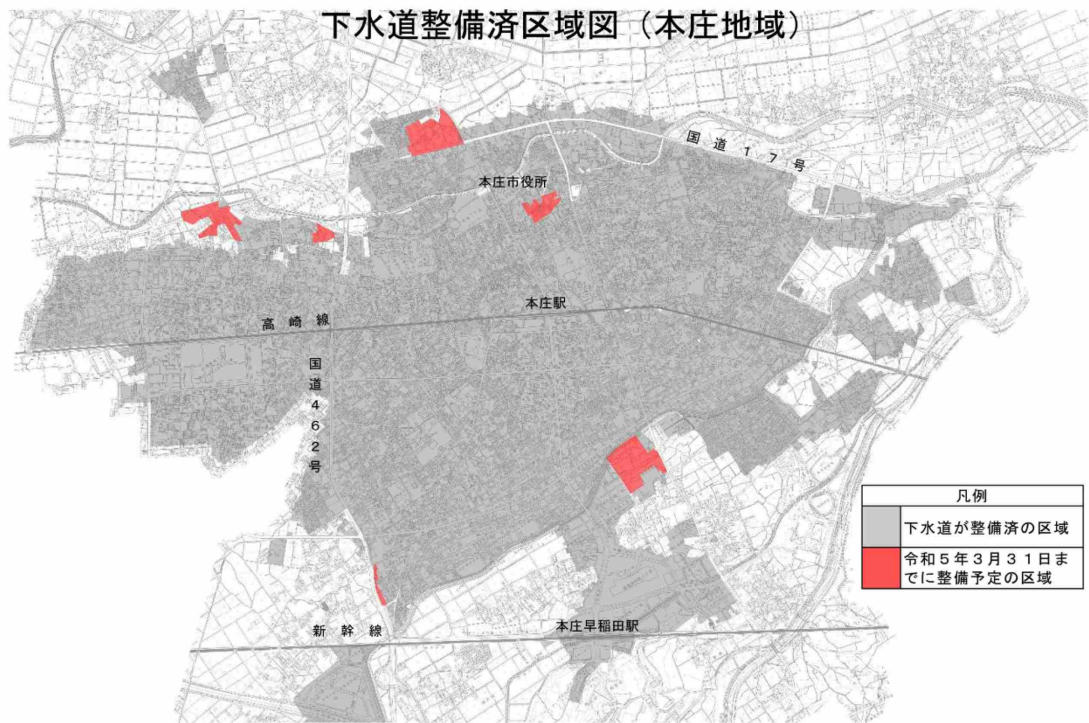 下水道整備済区域図（本庄地域）
国道17号
本庄市役所
本庄駅
高崎線
国道462号
凡例
下水道が整備済の区域
令和５年３月３１日ま
でに整備予定の区域
本庄早稲田駅
新幹線